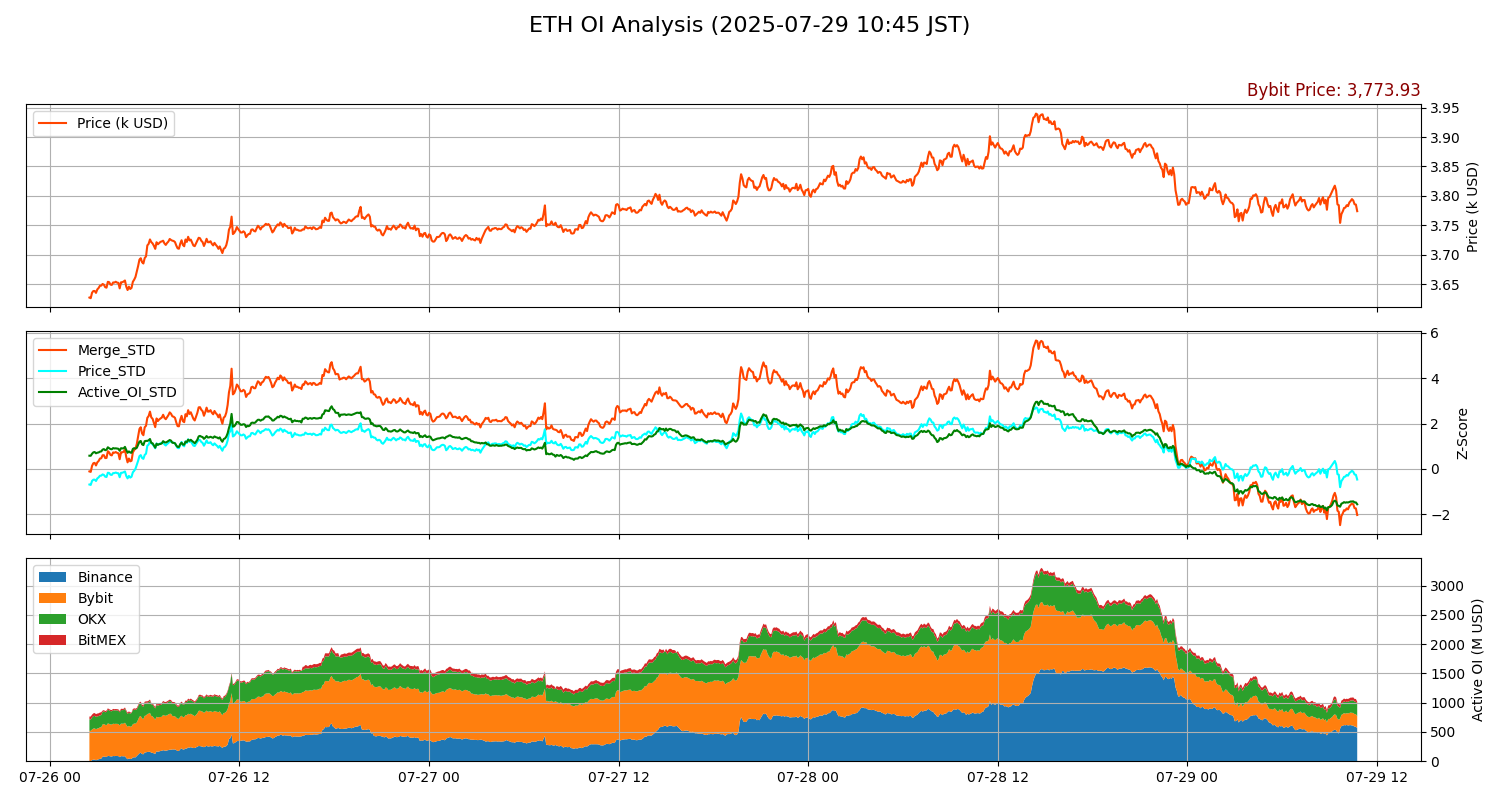 ETH OI Analysis (2025-07-29 10:45 JST)
Bybit Price: 3,773.93
Price (k USD)
3.95
3.90
3.85
3.80
3.75
3.70
3.65
Price (k USD)
Merge_STD
Price_STD
Active_OI_STD
6
4
2
0
−2
Z-Score
Binance
Bybit
OKX
BitMEX
3000
2500
2000
1500
1000
500
0
Active OI (M USD)
07-26 00
07-26 12
07-27 00
07-27 12
07-28 00
07-28 12
07-29 00
07-29 12